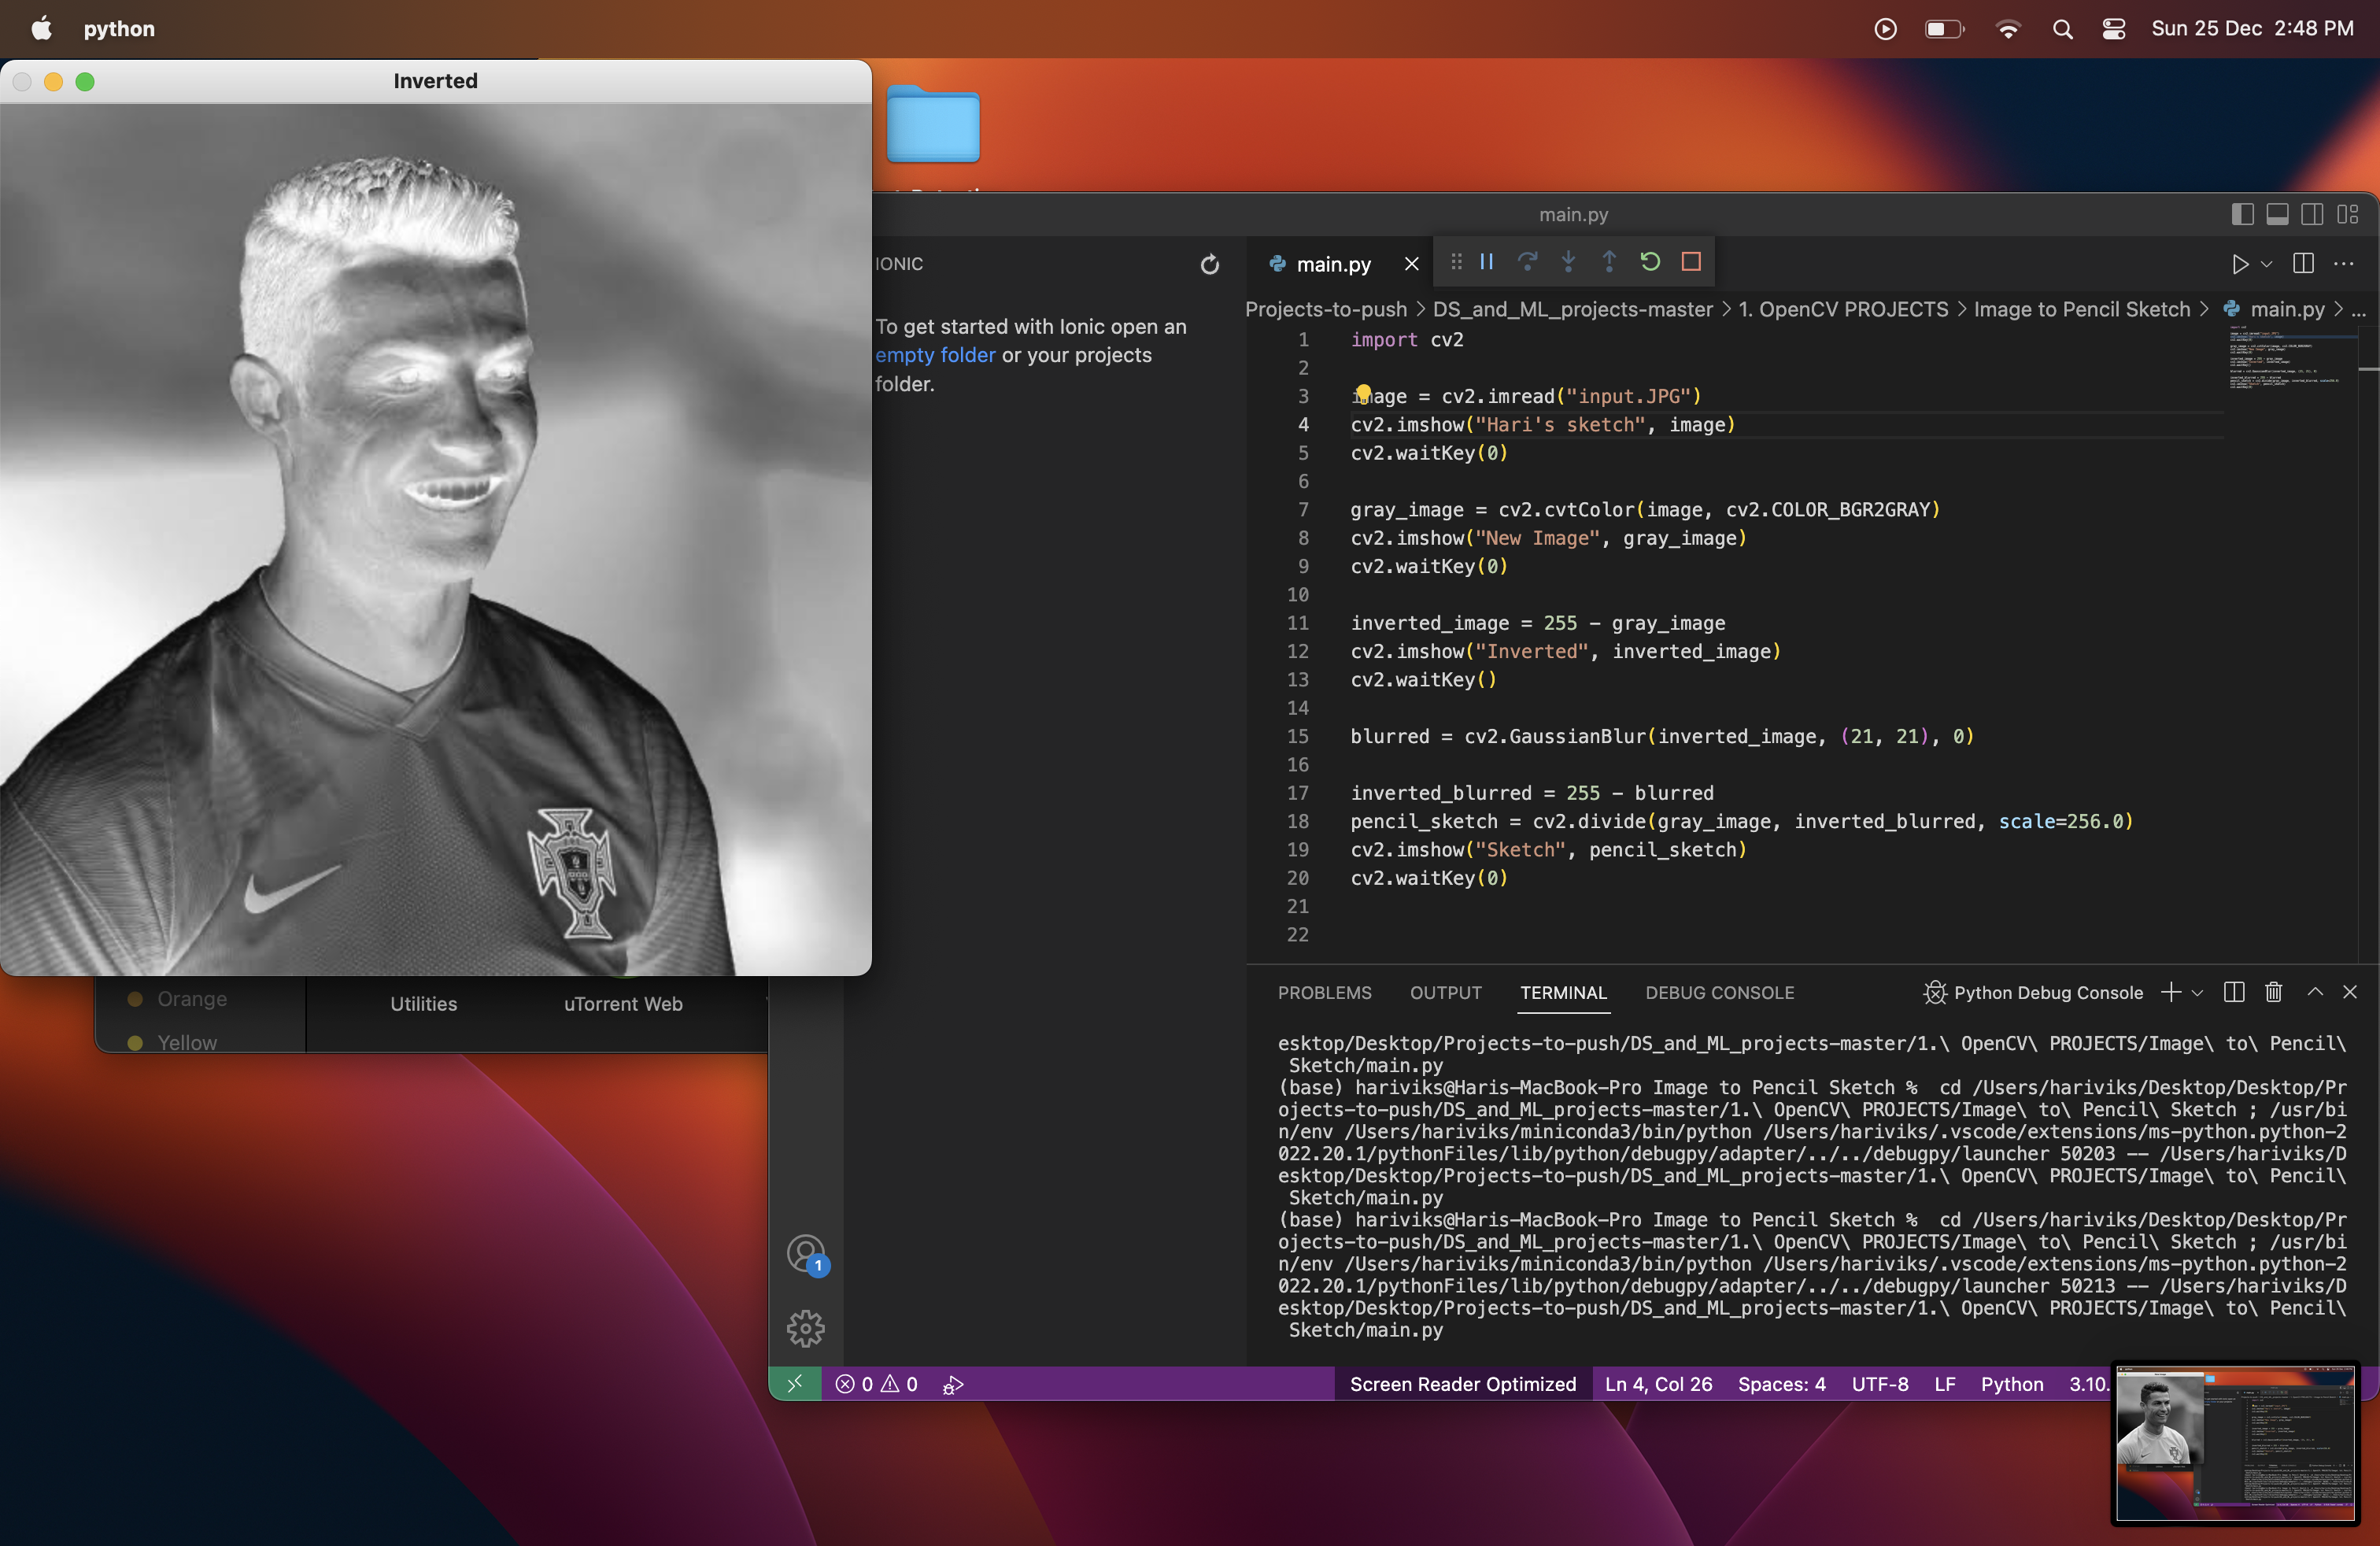 python
Sun 25 Dec 2:48 PM
Inverted
main.py
IONIC
main.py
Projects-to-push > DS_and_ML_projects-master > 1. OpenCV PROJECTS > Image to Pencil Sketch > main.py > ...
To get started with Ionic open an
empty folder or your projects
folder.
1 import cv2
2
3 image = cv2.imread("input.JPG")
4 cv2.imshow("Hari's sketch", image)
5 cv2.waitKey(0)
6
7 gray_image = cv2.cvtColor(image, cv2.COLOR_BGR2GRAY)
8 cv2.imshow("New Image", gray_image)
9 cv2.waitKey(0)
10
11 inverted_image = 255 - gray_image
12 cv2.imshow("Inverted", inverted_image)
13 cv2.waitKey()
14
15 blurred = cv2.GaussianBlur(inverted_image, (21, 21), 0)
16
17 inverted_blurred = 255 - blurred
18 pencil_sketch = cv2.divide(gray_image, inverted_blurred, scale=256.0)
19 cv2.imshow("Sketch", pencil_sketch)
20 cv2.waitKey(0)
21
22
Orange
Yellow
Utilities
uTorrent Web
PROBLEMS OUTPUT TERMINAL DEBUG CONSOLE
Python Debug Console
esktop/Desktop/Projects-to-push/DS_and_ML_projects-master/1.\ OpenCV\ PROJECTS/Image\ to\ Pencil\
Sketch/main.py
(base) hariviks@Haris-MacBook-Pro Image to Pencil Sketch % cd /Users/hariviks/Desktop/Desktop/Pr
ojects-to-push/DS_and_ML_projects-master/1.\ OpenCV\ PROJECTS/Image\ to\ Pencil\ Sketch ; /usr/bi
n/env /Users/hariviks/miniconda3/bin/python /Users/hariviks/.vscode/extensions/ms-python.python-2
022.20.1/pythonFiles/lib/python/debugpy/adapter/../../debugpy/launcher 50203 -- /Users/hariviks/D
esktop/Desktop/Projects-to-push/DS_and_ML_projects-master/1.\ OpenCV\ PROJECTS/Image\ to\ Pencil\
Sketch/main.py
(base) hariviks@Haris-MacBook-Pro Image to Pencil Sketch % cd /Users/hariviks/Desktop/Desktop/Pr
ojects-to-push/DS_and_ML_projects-master/1.\ OpenCV\ PROJECTS/Image\ to\ Pencil\ Sketch ; /usr/bi
n/env /Users/hariviks/miniconda3/bin/python /Users/hariviks/.vscode/extensions/ms-python.python-2
022.20.1/pythonFiles/lib/python/debugpy/adapter/../../debugpy/launcher 50213 -- /Users/hariviks/D
esktop/Desktop/Projects-to-push/DS_and_ML_projects-master/1.\ OpenCV\ PROJECTS/Image\ to\ Pencil\
Sketch/main.py
1
0 0
Screen Reader Optimized Ln 4, Col 26 Spaces: 4 UTF-8 LF Python 3.10.